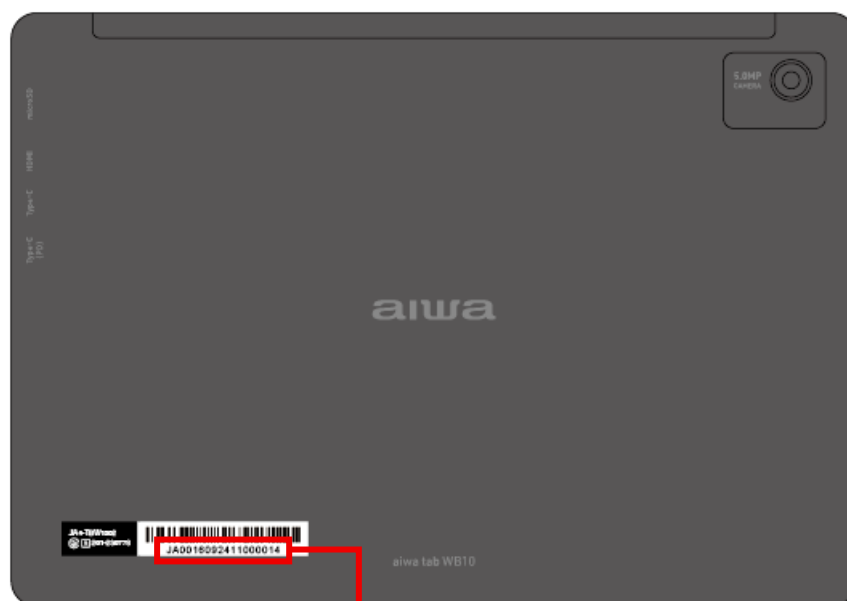 5.0MP
CAMERA
microSD
HDMI
Type-C
Type-C
(PD)
aiwa
JA0016092411000014
aiwa tab WB10